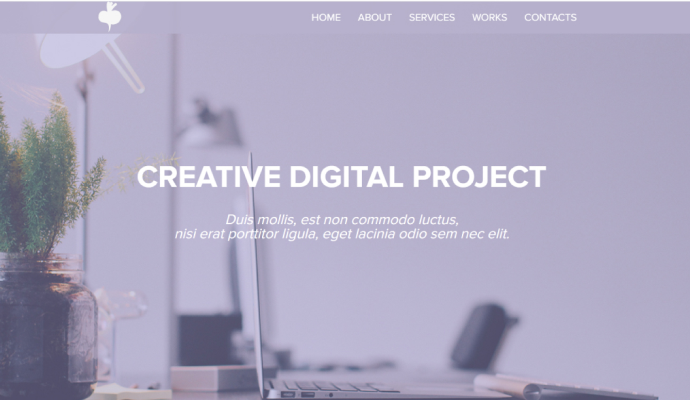 HOME ABOUT SERVICES WORKS CONTACTS
CREATIVE DIGITAL PROJECT
Duis mollis, est non commodo luctus,
nisi erat porttitor ligula, eget lacinia odio sem nec elit.